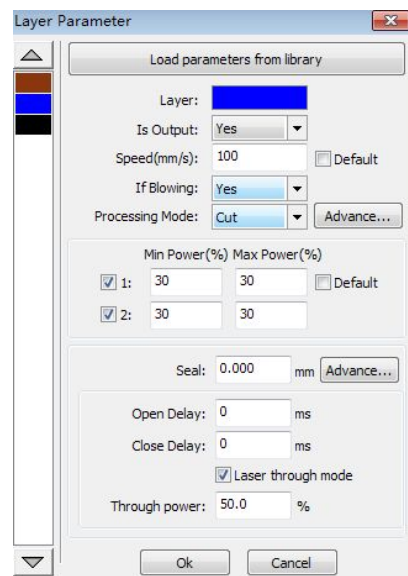 Layer Parameter
Load parameters from library
Layer:
Is Output: Yes
Speed(mm/s): 100 Default
If Blowing: Yes
Processing Mode: Cut Advance...
Min Power(%) Max Power(%)
1: 30 30 Default
2: 30 30
Seal: 0.000 mm Advance...
Open Delay: 0 ms
Close Delay: 0 ms
Laser through mode
Through power: 50.0 %
Ok Cancel